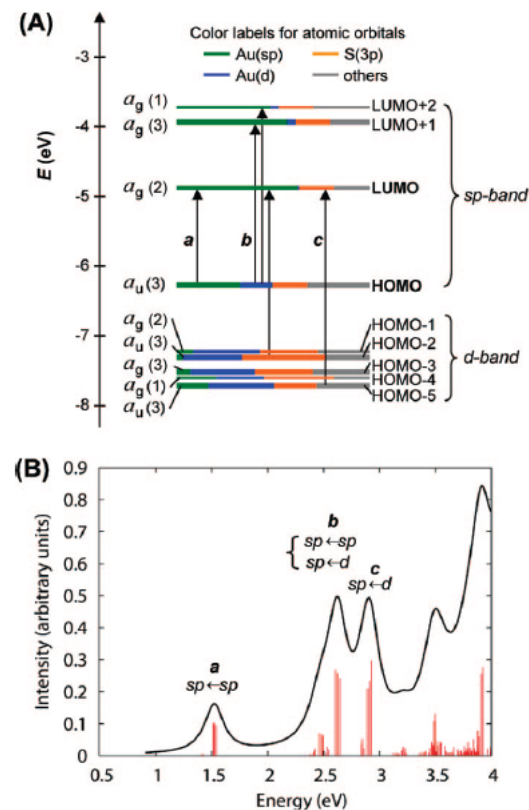 (A)
Color labels for atomic orbitals
Au(sp) S(3p)
Au(d) others
E (eV)
-3
-4
-5
-6
-7
-8
ag (1) LUMO+2
ag (3) LUMO+1
ag (2) LUMO
sp-band
a b c
au (3) HOMO
ag (2) HOMO-1
au (3) HOMO-2
ag (3) HOMO-3
ag (1) HOMO-4
au (3) HOMO-5
d-band
(B)
Intensity (arbitrary units)
0.9
0.8
0.7
0.6
0.5
0.4
0.3
0.2
0.1
0
a
sp←sp
b
sp←sp
sp←d
c
sp←d
0.5 1 1.5 2 2.5 3 3.5 4
Energy (eV)